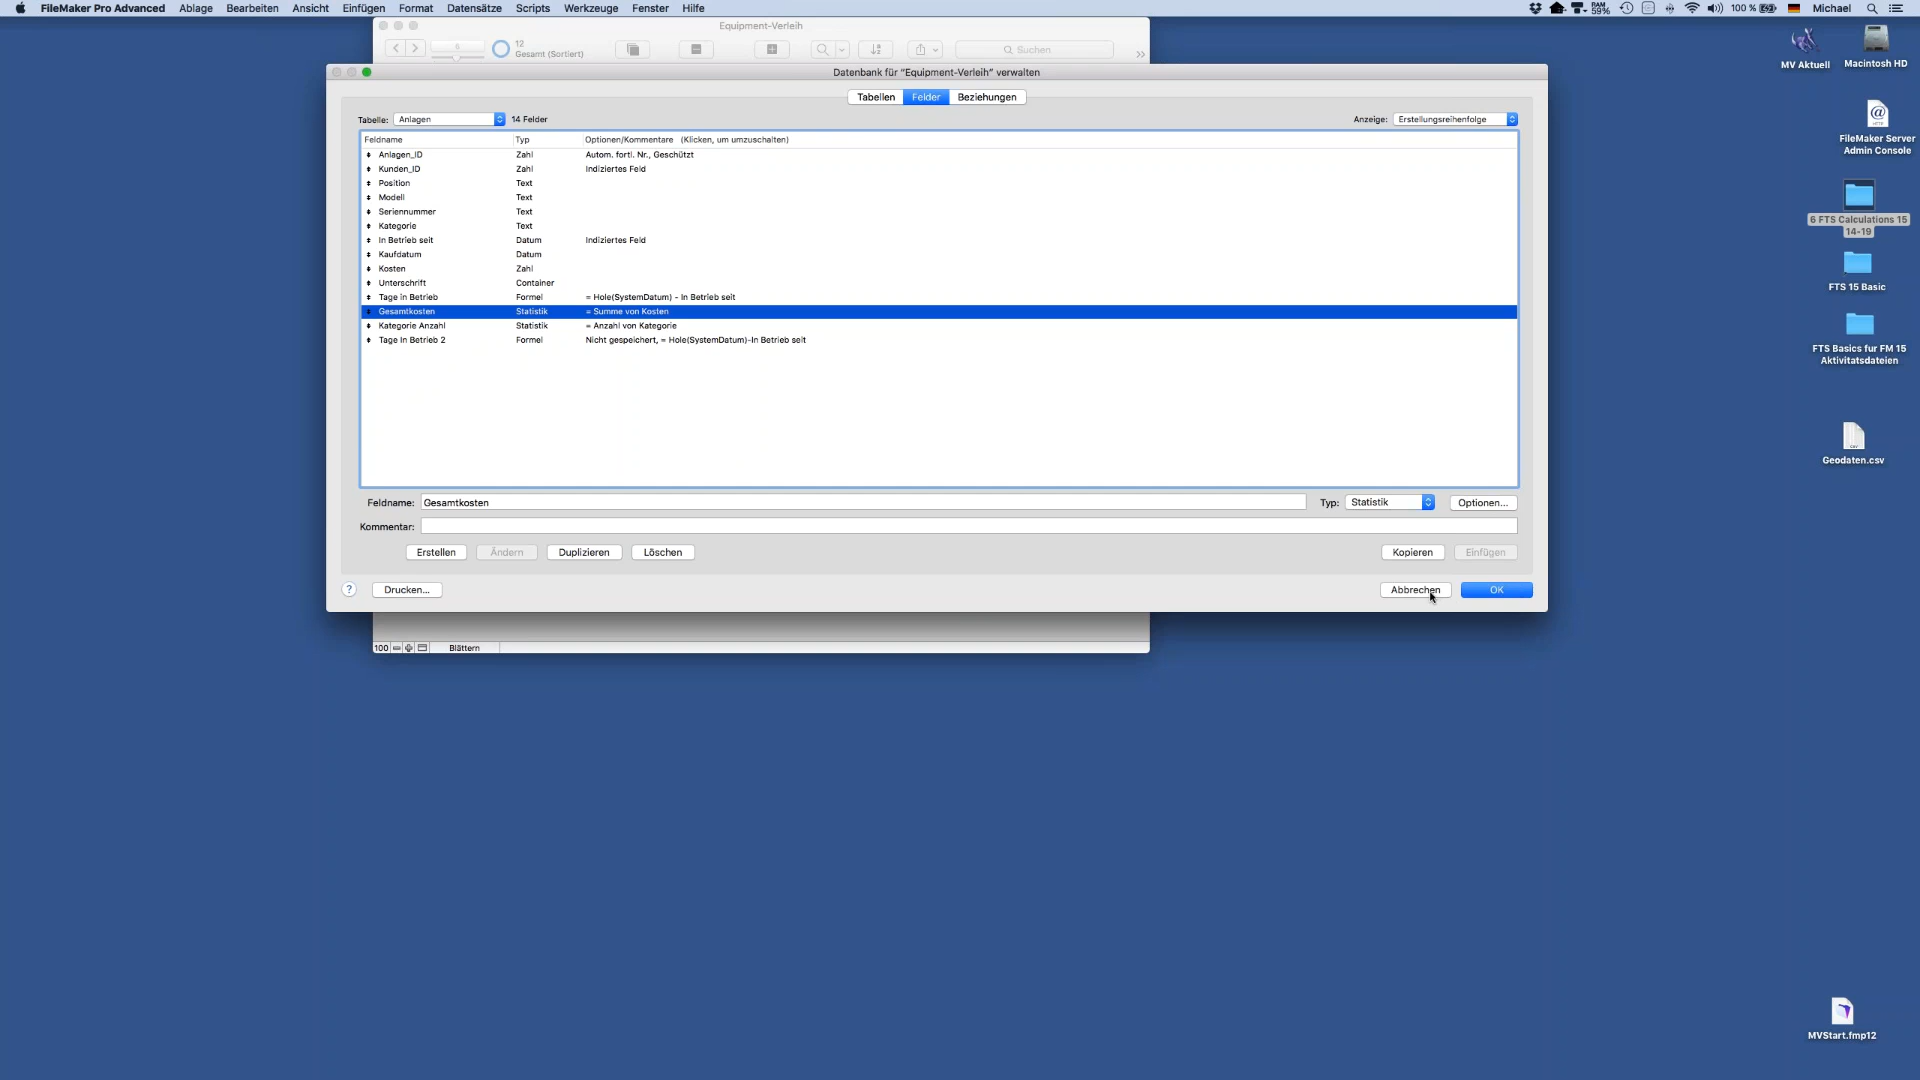 FileMaker Pro Advanced Ablage Bearbeiten Ansicht Einfügen Format Datensätze Scripts Werkzeuge Fenster Hilfe RAM 59% 100 % Michael
Equipment-Verleih
6 12
Gesamt (Sortiert) Suchen
Datenbank für "Equipment-Verleih" verwalten
Tabellen Felder Beziehungen
Tabelle: Anlagen 14 Felder Anzeige: Erstellungsreihenfolge
Feldname Typ Optionen/Kommentare (Klicken, um umzuschalten)
Anlagen_ID Zahl Autom. fortl. Nr., Geschützt
Kunden_ID Zahl Indiziertes Feld
Position Text
Modell Text
Seriennummer Text
Kategorie Text
In Betrieb seit Datum Indiziertes Feld
Kaufdatum Datum
Kosten Zahl
Unterschrift Container
Tage in Betrieb Formel = Hole(SystemDatum) - In Betrieb seit
Gesamtkosten Statistik = Summe von Kosten
Kategorie Anzahl Statistik = Anzahl von Kategorie
Tage In Betrieb 2 Formel Nicht gespeichert, = Hole(SystemDatum)-In Betrieb seit
Feldname: Gesamtkosten Typ: Statistik Optionen...
Kommentar:
Erstellen Ändern Duplizieren Löschen Kopieren Einfügen
? Drucken... Abbrechen OK
100 Blättern
MV Aktuell
Macintosh HD
FileMaker Server
Admin Console
6 FTS Calculations 15
14-19
FTS 15 Basic
FTS Basics fur FM 15
Aktivitatsdateien
CSV
Geodaten.csv
MVStart.fmp12